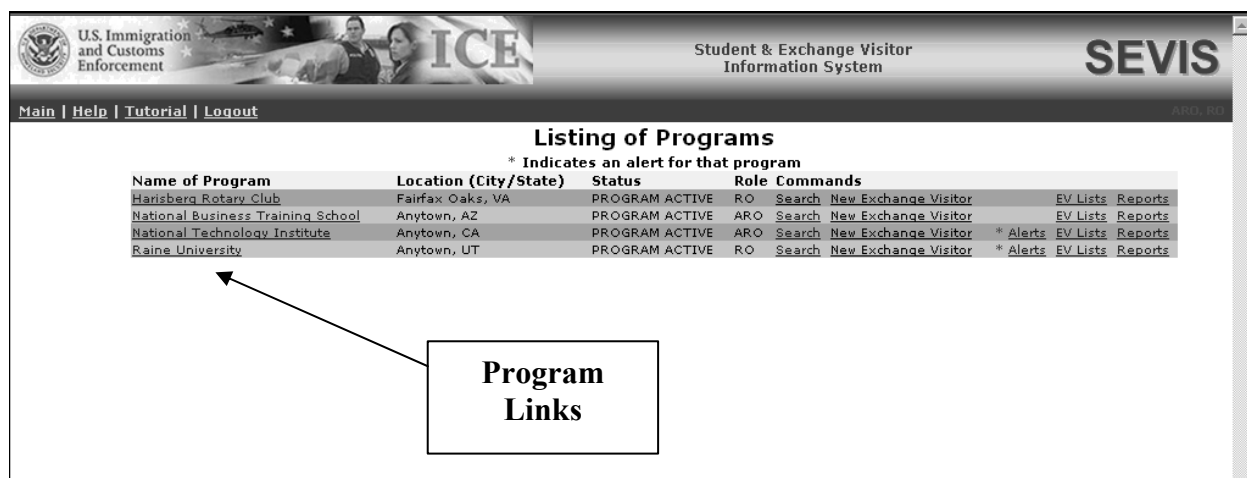 U.S. Immigration
and Customs
Enforcement
ICE
Student & Exchange Visitor
Information System
SEVIS
Main | Help | Tutorial | Logout
ARO, RO
Listing of Programs
* Indicates an alert for that program
Name of Program Location (City/State) Status Role Commands
Harisberg Rotary Club Fairfax Oaks, VA PROGRAM ACTIVE RO Search New Exchange Visitor EV Lists Reports
National Business Training School Anytown, AZ PROGRAM ACTIVE ARO Search New Exchange Visitor EV Lists Reports
National Technology Institute Anytown, CA PROGRAM ACTIVE ARO Search New Exchange Visitor * Alerts EV Lists Reports
Raine University Anytown, UT PROGRAM ACTIVE RO Search New Exchange Visitor * Alerts EV Lists Reports
Program
Links